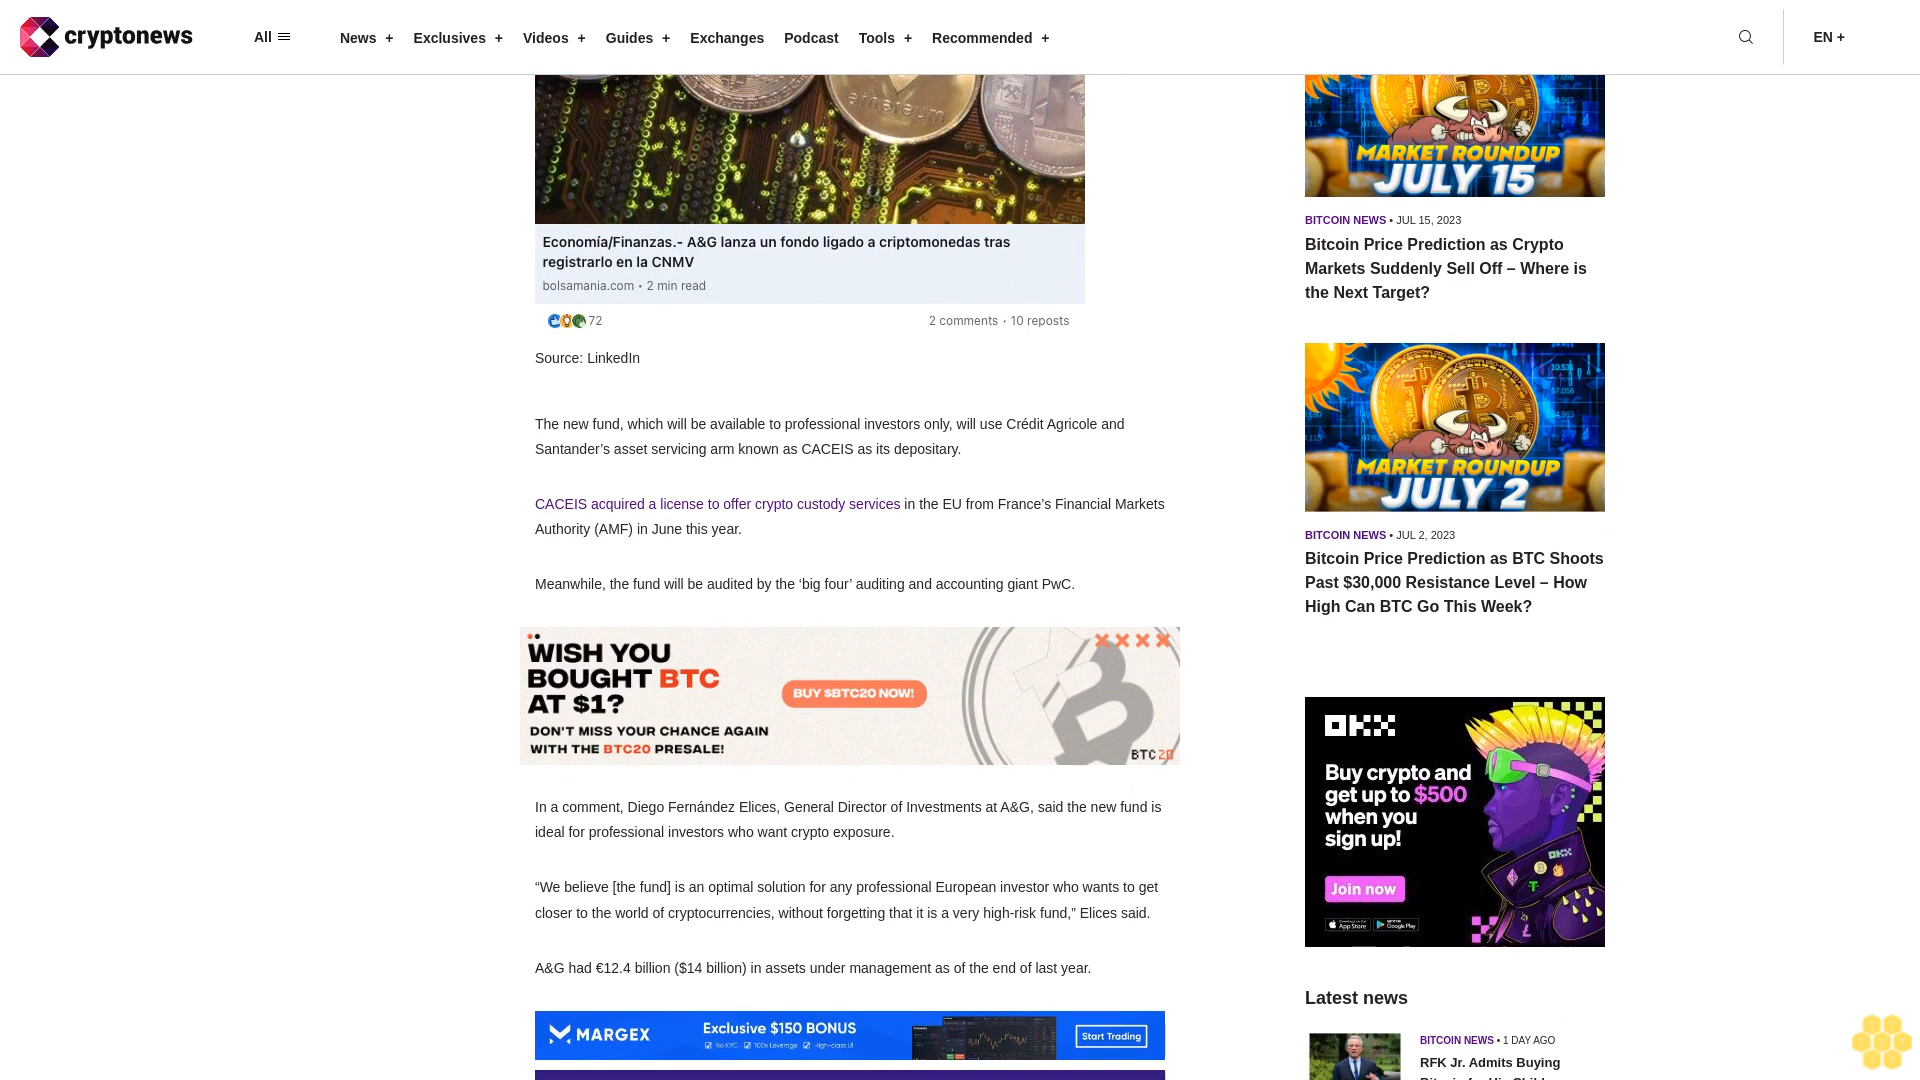 cryptonews
All
News +
Exclusives +
Videos +
Guides +
Exchanges
Podcast
Tools +
Recommended +
EN +
ethereum
Economía/Finanzas.- A&G lanza un fondo ligado a criptomonedas tras
registrarlo en la CNMV
bolsamania.com • 2 min read
72
2 comments • 10 reposts
Source: LinkedIn
The new fund, which will be available to professional investors only, will use Crédit Agricole and
Santander’s asset servicing arm known as CACEIS as its depositary.
CACEIS acquired a license to offer crypto custody services in the EU from France’s Financial Markets
Authority (AMF) in June this year.
Meanwhile, the fund will be audited by the ‘big four’ auditing and accounting giant PwC.
WISH YOU
BOUGHT BTC
AT $1?
DON'T MISS YOUR CHANCE AGAIN
WITH THE BTC20 PRESALE!
BUY $BTC20 NOW!
BTC20
In a comment, Diego Fernández Elices, General Director of Investments at A&G, said the new fund is
ideal for professional investors who want crypto exposure.
“We believe [the fund] is an optimal solution for any professional European investor who wants to get
closer to the world of cryptocurrencies, without forgetting that it is a very high-risk fund,” Elices said.
A&G had €12.4 billion ($14 billion) in assets under management as of the end of last year.
MARGEX
Exclusive $150 BONUS
No KYC
100x Leverage
High-class UI
Start Trading
MARKET ROUNDUP
JULY 15
BITCOIN NEWS • JUL 15, 2023
Bitcoin Price Prediction as Crypto
Markets Suddenly Sell Off – Where is
the Next Target?
10.531
57.056
MARKET ROUNDUP
JULY 2
BITCOIN NEWS • JUL 2, 2023
Bitcoin Price Prediction as BTC Shoots
Past $30,000 Resistance Level – How
High Can BTC Go This Week?
OKX
Buy crypto and
get up to $500
when you
sign up!
Join now
App Store
Google Play
OKX
Latest news
BITCOIN NEWS • 1 DAY AGO
RFK Jr. Admits Buying